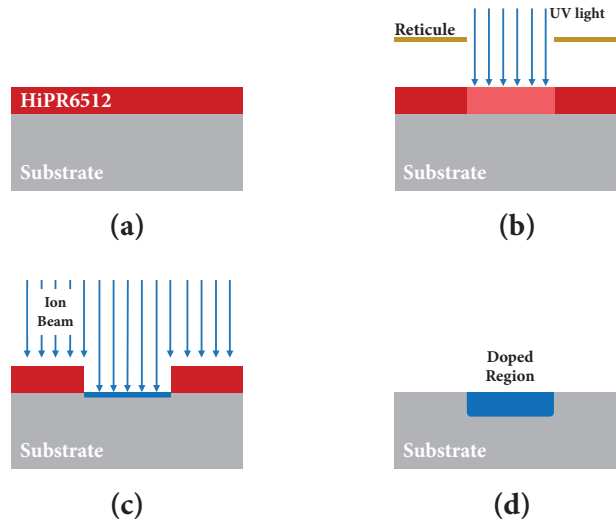 HiPR6512
Substrate
(a)
UV light
Reticule
Substrate
(b)
Ion
Beam
Substrate
(c)
Doped
Region
Substrate
(d)